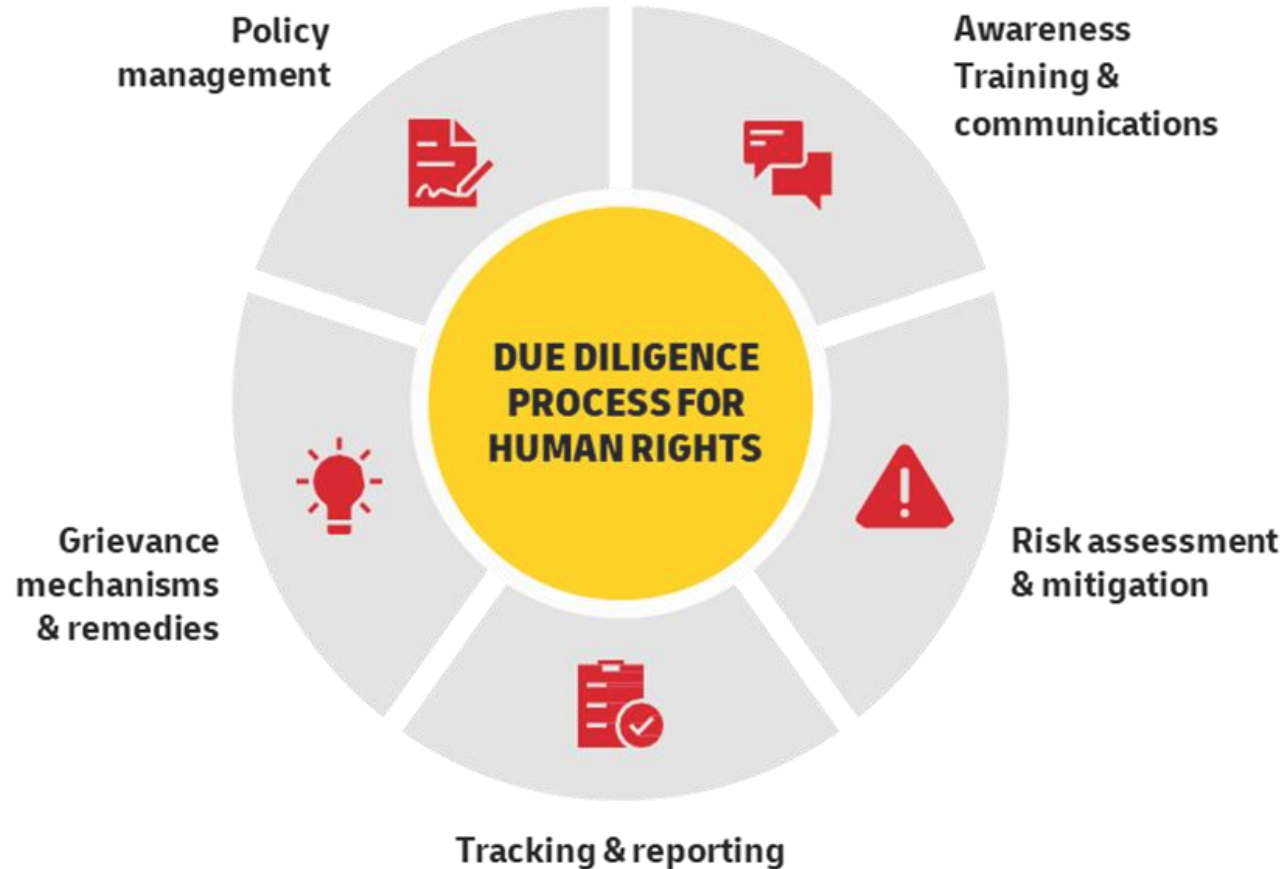 Policy
management
Awareness
Training &
communications
DUE DILIGENCE
PROCESS FOR
HUMAN RIGHTS
Grievance
mechanisms
& remedies
Risk assessment
& mitigation
Tracking & reporting